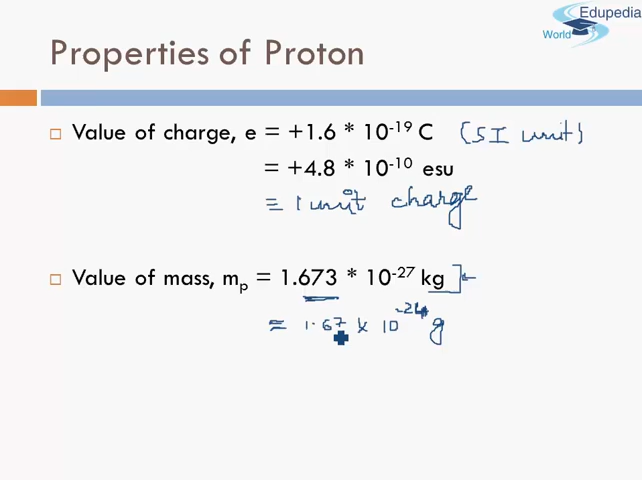 Edupedia
World
Properties of Proton
Value of charge, e = +1.6 * 10⁻¹⁹ C (SI unit)
= +4.8 * 10⁻¹⁰ esu
= 1 unit charge
Value of mass, mₚ = 1.673 * 10⁻²⁷ kg
= 1.67 x 10⁻²⁴ g